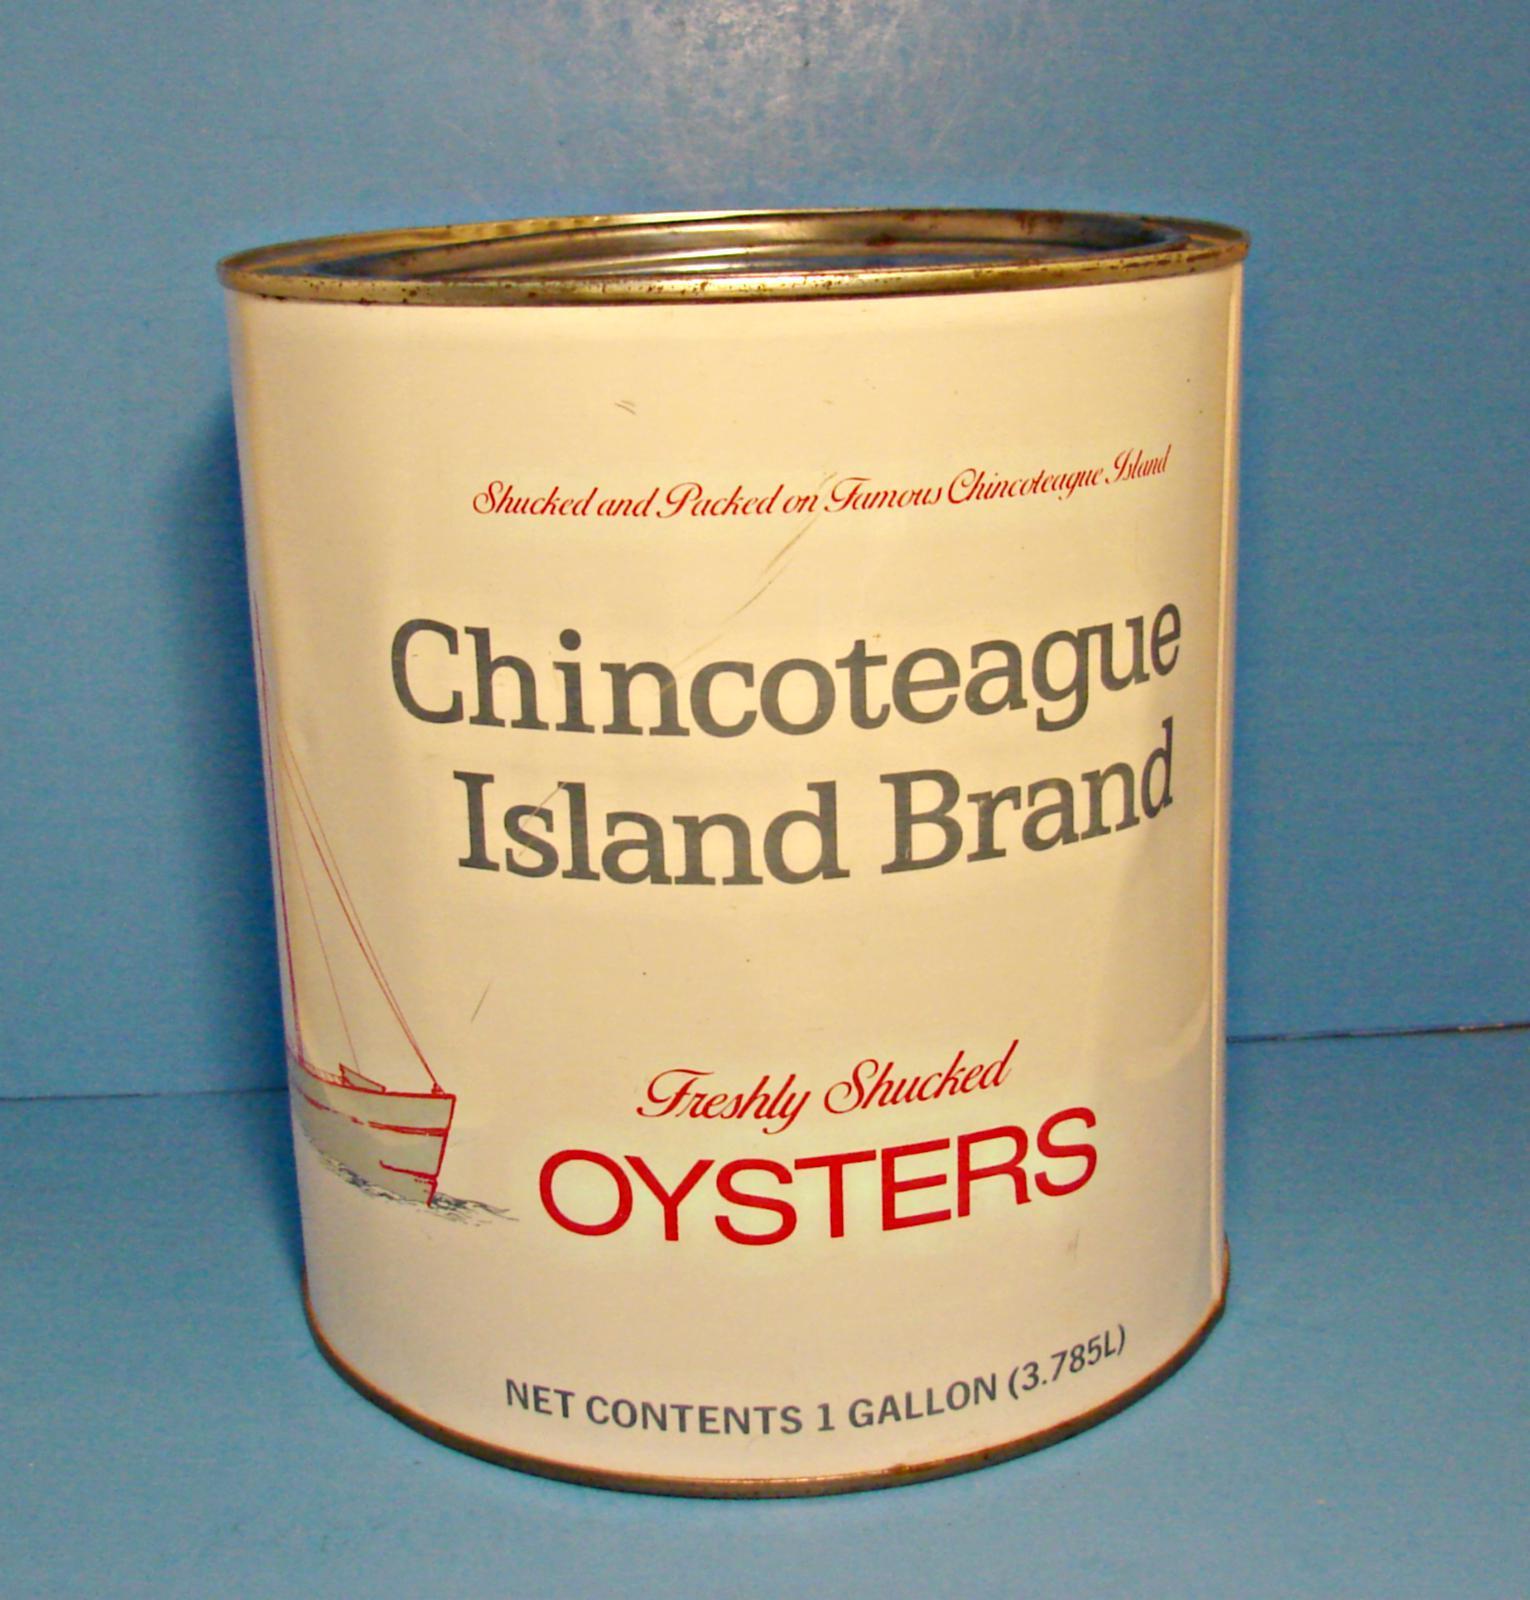 Shucked and Packed on Famous Chincoteague Island
Chincoteague
Island Brand
Freshly Shucked
OYSTERS
NET CONTENTS 1 GALLON (3.785L)